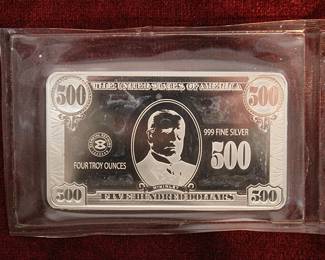 THE UNITED STATES OF AMERICA
500
500
999 FINE SILVER
500
FOUR TROY OUNCES
McKINLEY
500
FIVE HUNDRED DOLLARS
500